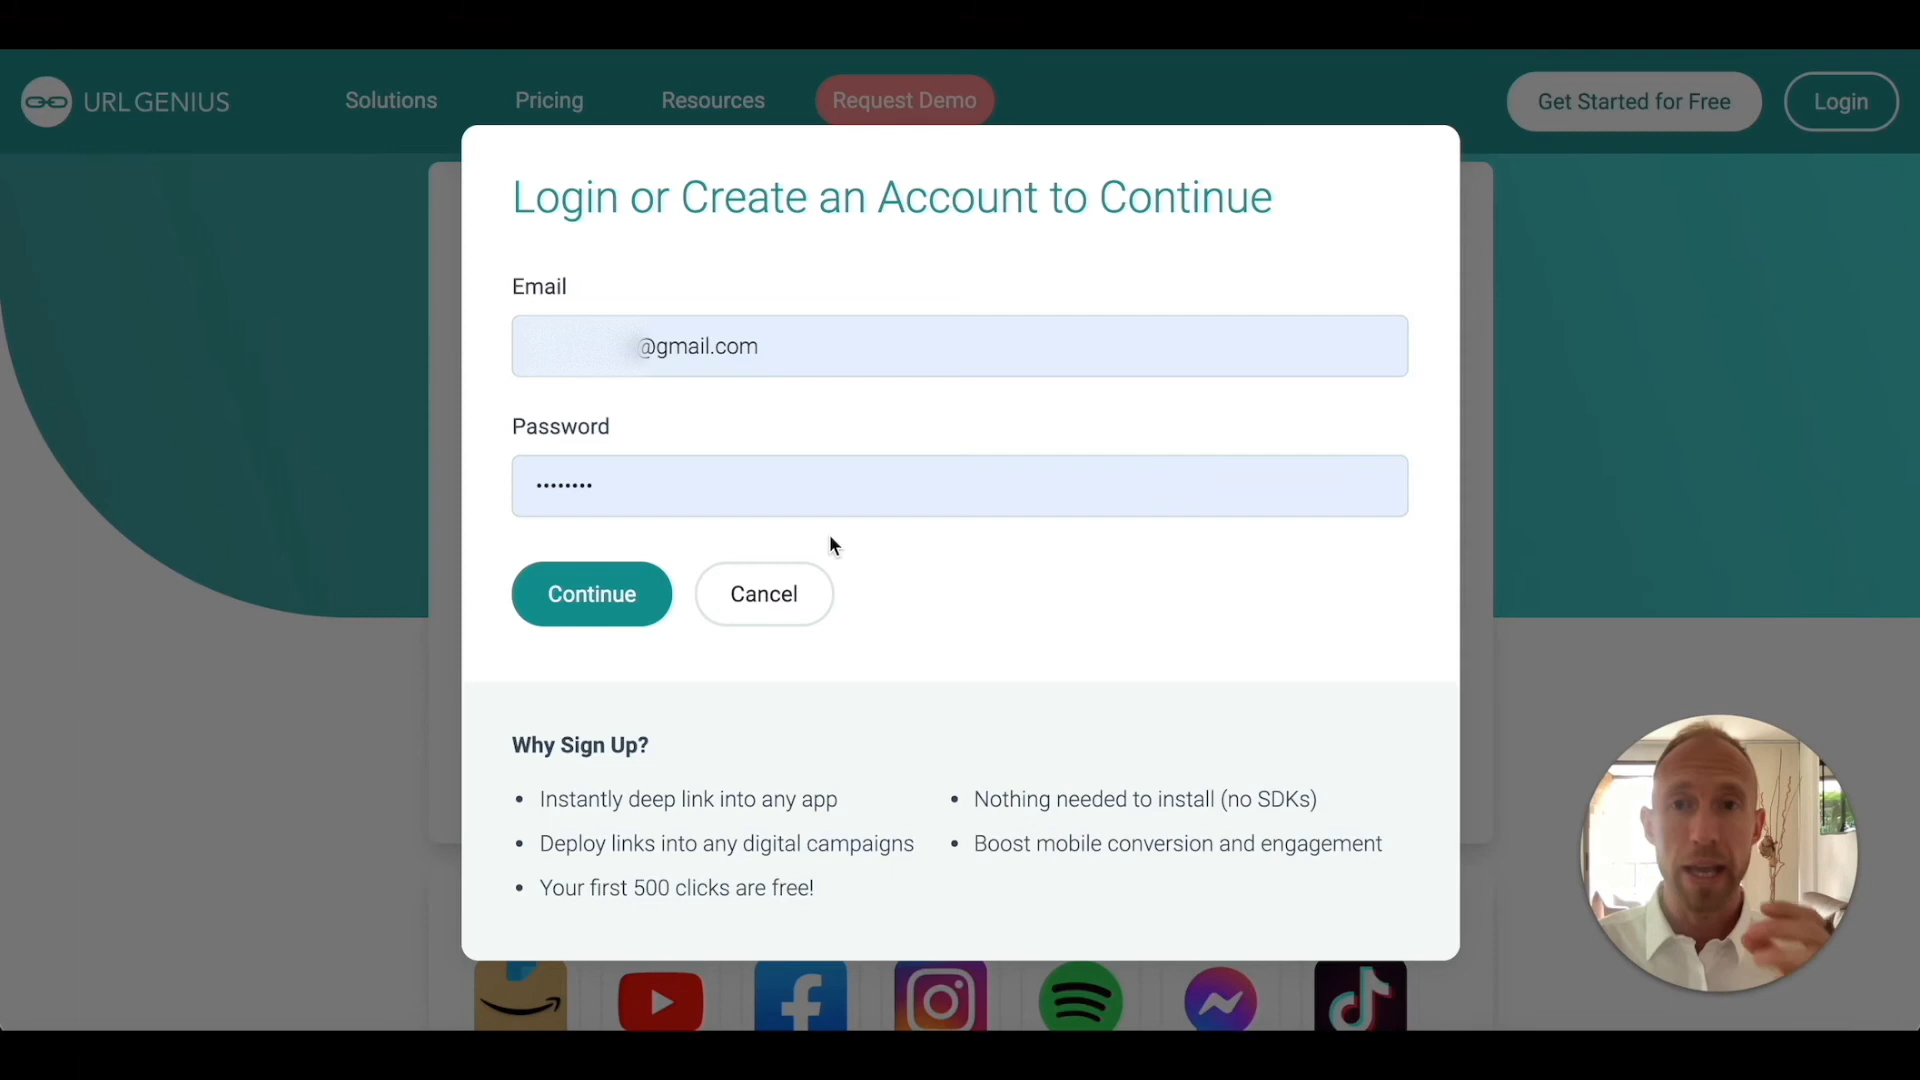 URL GENIUS
Solutions
Pricing
Resources
Request Demo
Get Started for Free
Login
Login or Create an Account to Continue
Email
@gmail.com
Password
••••••••
Continue
Cancel
Why Sign Up?
• Instantly deep link into any app
• Deploy links into any digital campaigns
• Your first 500 clicks are free!
• Nothing needed to install (no SDKs)
• Boost mobile conversion and engagement